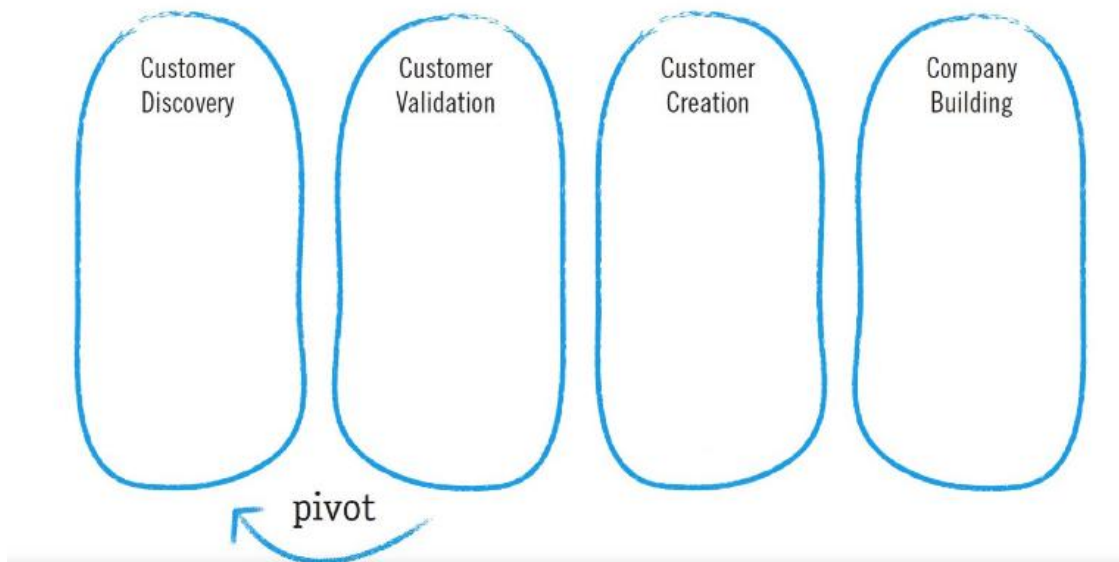 Customer
Discovery
Customer
Validation
Customer
Creation
Company
Building
pivot